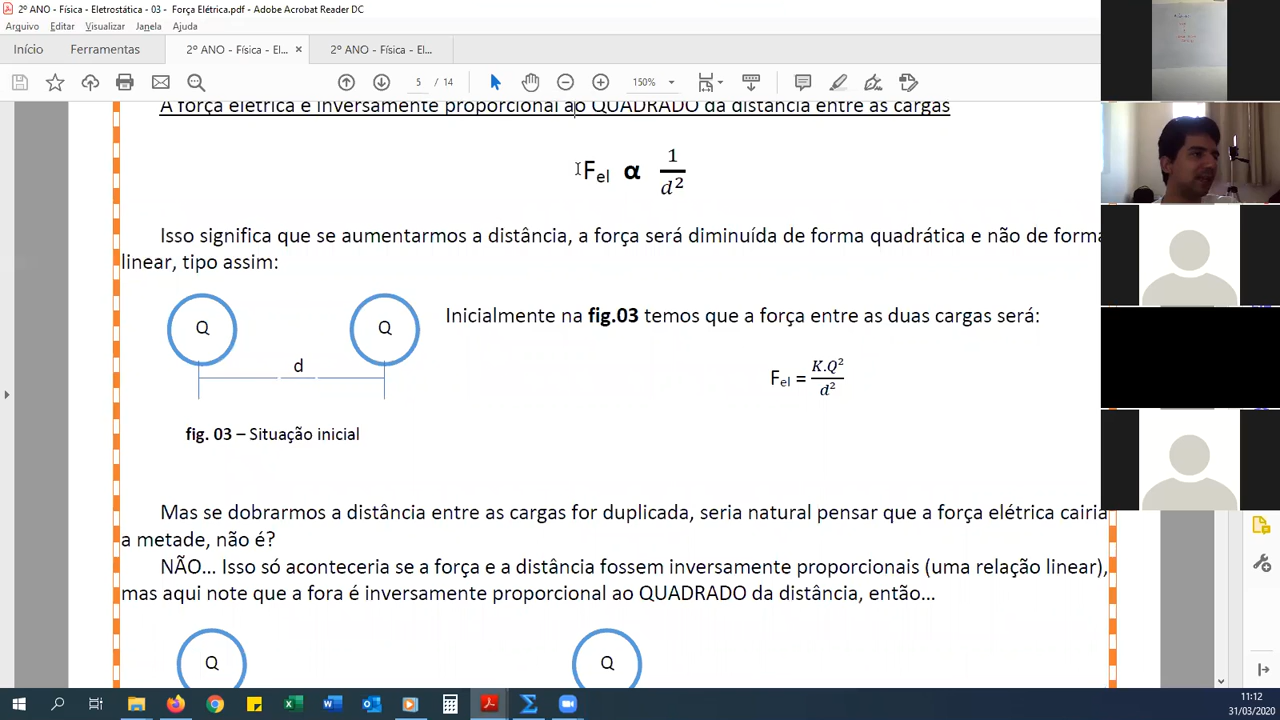 2º ANO - Física - Eletrostática - 03 - Força Elétrica.pdf - Adobe Acrobat Reader DC
Arquivo Editar Visualizar Janela Ajuda
Início Ferramentas 2º ANO - Física - El... × 2º ANO - Física - El...
5 / 14 150%
A força elétrica é inversamente proporcional ao QUADRADO da distância entre as cargas
Fel α 1/d²
Isso significa que se aumentarmos a distância, a força será diminuída de forma quadrática e não de forma
linear, tipo assim:
Q Q
Inicialmente na fig.03 temos que a força entre as duas cargas será:
d
Fel = K.Q²/d²
fig. 03 – Situação inicial
Mas se dobrarmos a distância entre as cargas for duplicada, seria natural pensar que a força elétrica cairia
a metade, não é?
NÃO... Isso só aconteceria se a força e a distância fossem inversamente proporcionais (uma relação linear),
mas aqui note que a fora é inversamente proporcional ao QUADRADO da distância, então...
Q Q
11:12
31/03/2020